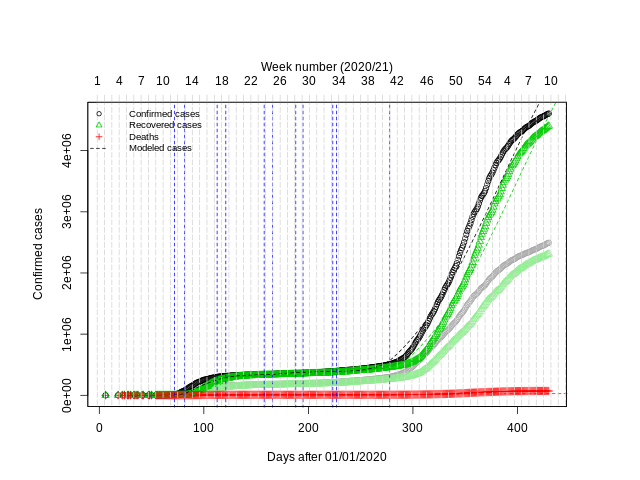 Week number (2020/21)
1 4 7 10 14 18 22 26 30 34 38 42 46 50 54 4 7 10
Confirmed cases
Recovered cases
Deaths
Modeled cases
4e+06
3e+06
2e+06
1e+06
0e+00
Confirmed cases
0 100 200 300 400
Days after 01/01/2020